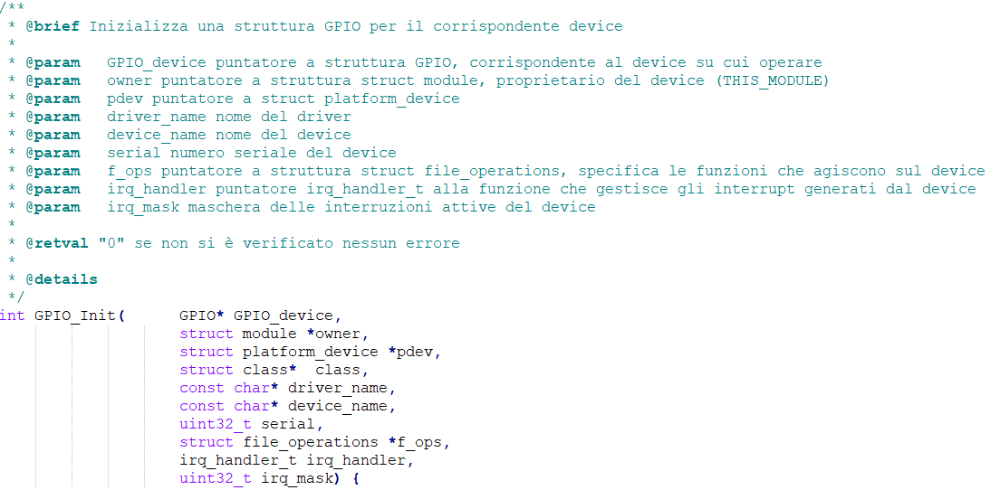 /**
 * @brief Inizializza una struttura GPIO per il corrispondente device
 *
 * @param   GPIO_device puntatore a struttura GPIO, corrispondente al device su cui operare
 * @param   owner puntatore a struttura struct module, proprietario del device (THIS_MODULE)
 * @param   pdev puntatore a struct platform_device
 * @param   driver_name nome del driver
 * @param   device_name nome del device
 * @param   serial numero seriale del device
 * @param   f_ops puntatore a struttura struct file_operations, specifica le funzioni che agiscono sul device
 * @param   irq_handler puntatore irq_handler_t alla funzione che gestisce gli interrupt generati dal device
 * @param   irq_mask maschera delle interruzioni attive del device
 *
 * @retval "0" se non si è verificato nessun errore
 *
 * @details
 */
int GPIO_Init(      GPIO* GPIO_device,
                    struct module *owner,
                    struct platform_device *pdev,
                    struct class*  class,
                    const char* driver_name,
                    const char* device_name,
                    uint32_t serial,
                    struct file_operations *f_ops,
                    irq_handler_t irq_handler,
                    uint32_t irq_mask) {